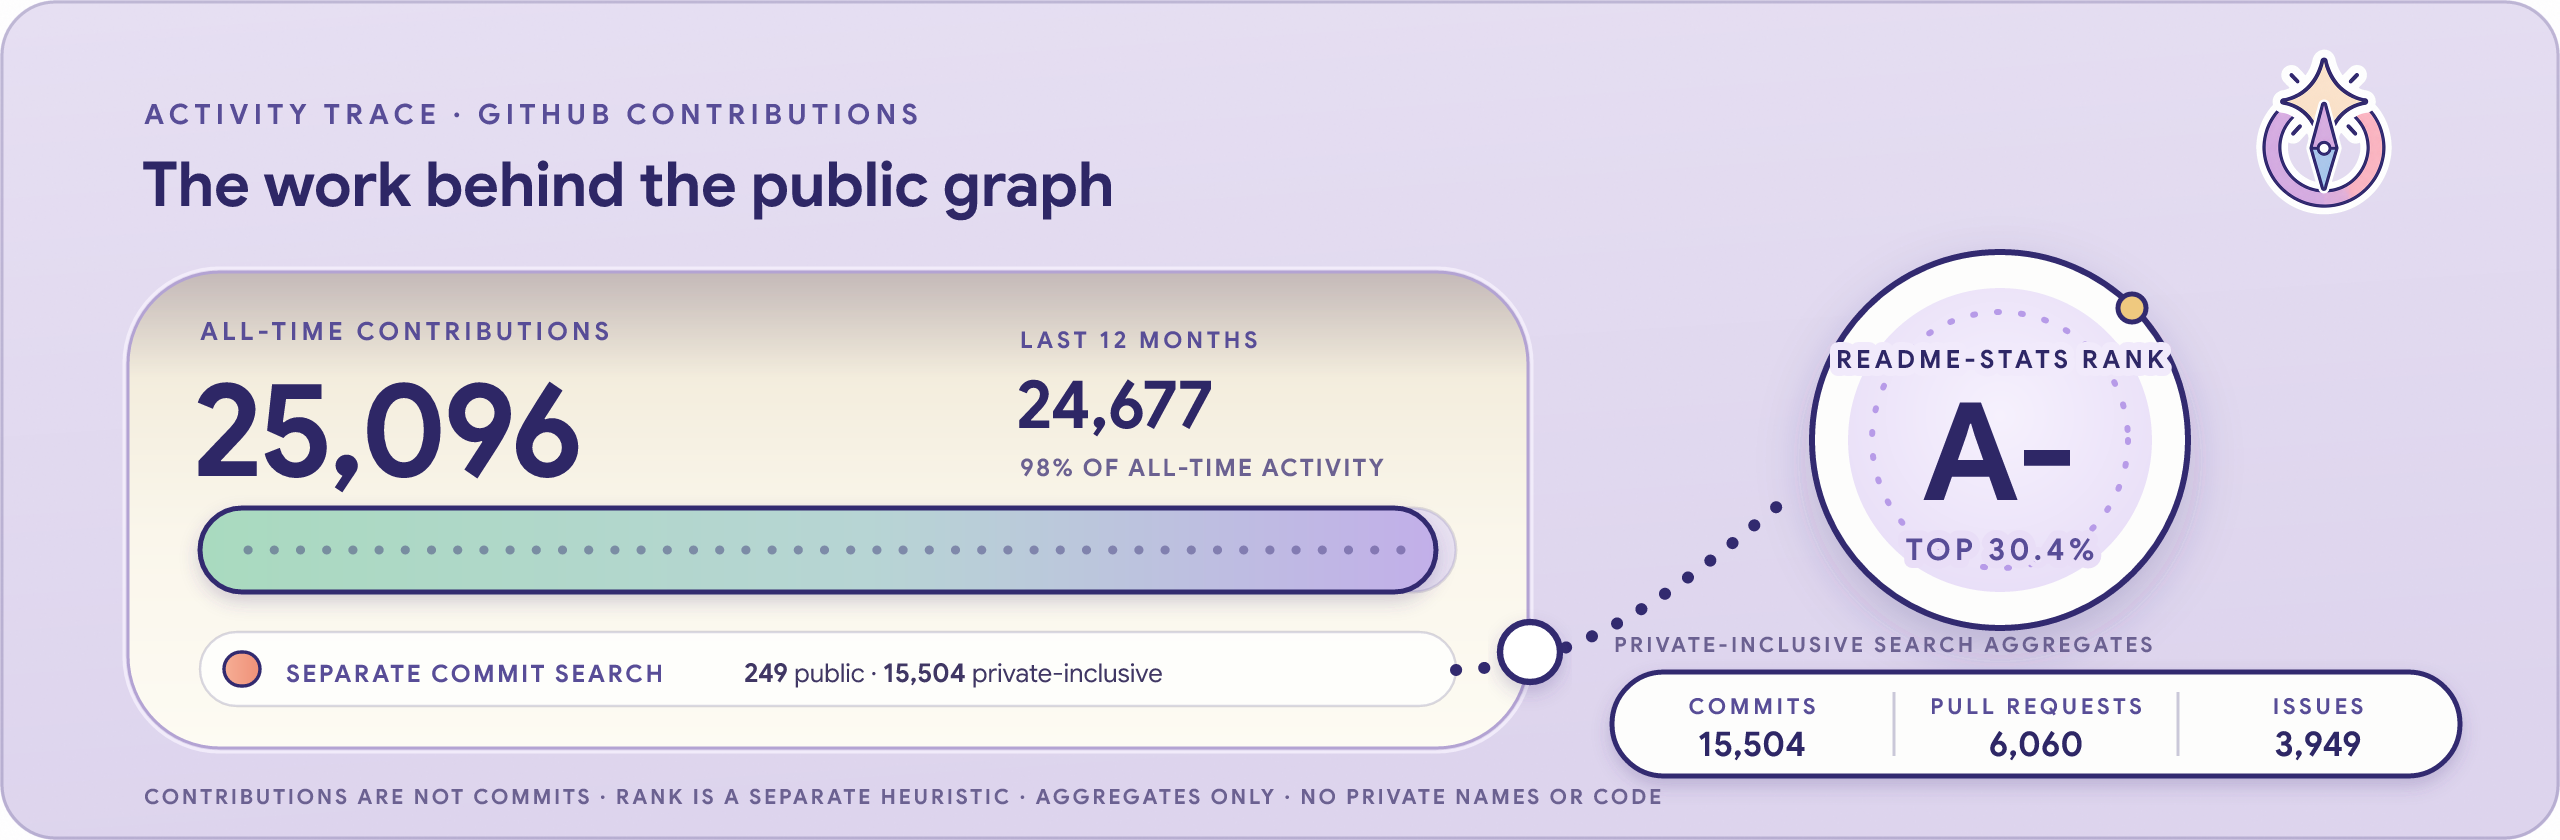 ACTIVITY TRACE · GITHUB CONTRIBUTIONS
The work behind the public graph
ALL-TIME CONTRIBUTIONS
25,096
LAST 12 MONTHS
24,677
98% OF ALL-TIME ACTIVITY
SEPARATE COMMIT SEARCH 249 public · 15,504 private-inclusive
README-STATS RANK
A-
TOP 30.4%
PRIVATE-INCLUSIVE SEARCH AGGREGATES
COMMITS PULL REQUESTS ISSUES
15,504 6,060 3,949
CONTRIBUTIONS ARE NOT COMMITS · RANK IS A SEPARATE HEURISTIC · AGGREGATES ONLY · NO PRIVATE NAMES OR CODE